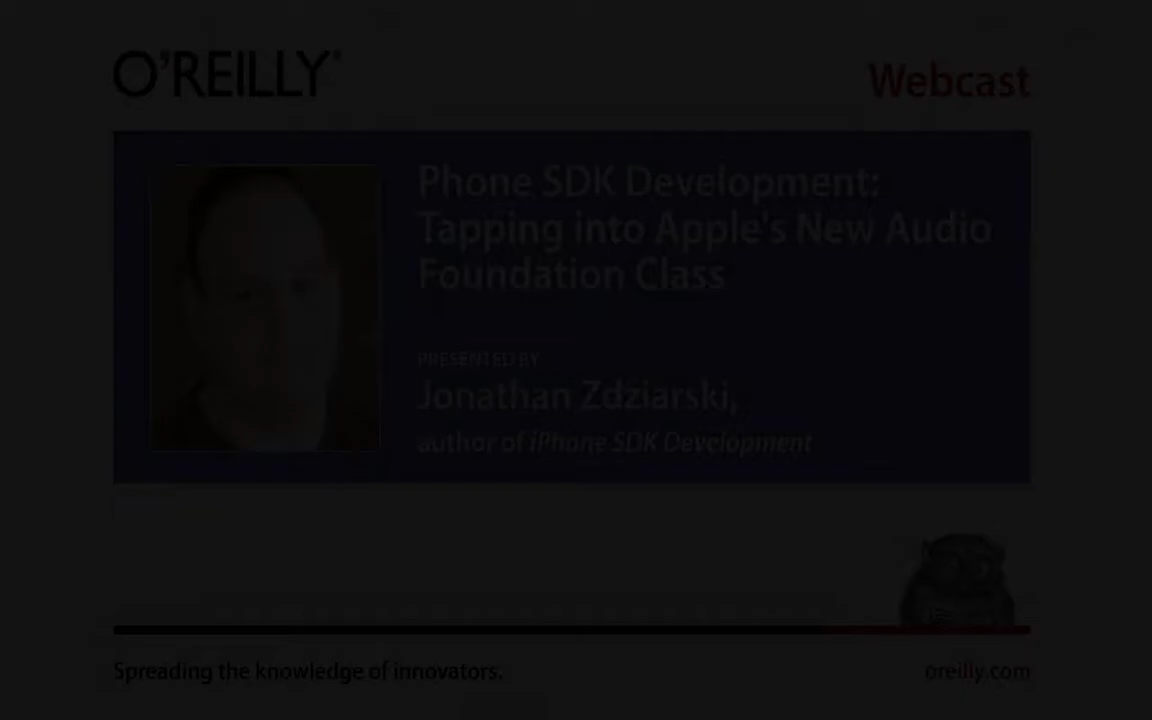 O'REILLY®
Webcast
Phone SDK Development:
Tapping into Apple's New Audio
Foundation Class
PRESENTED BY
Jonathan Zdziarski,
author of iPhone SDK Development
Spreading the knowledge of innovators.
oreilly.com